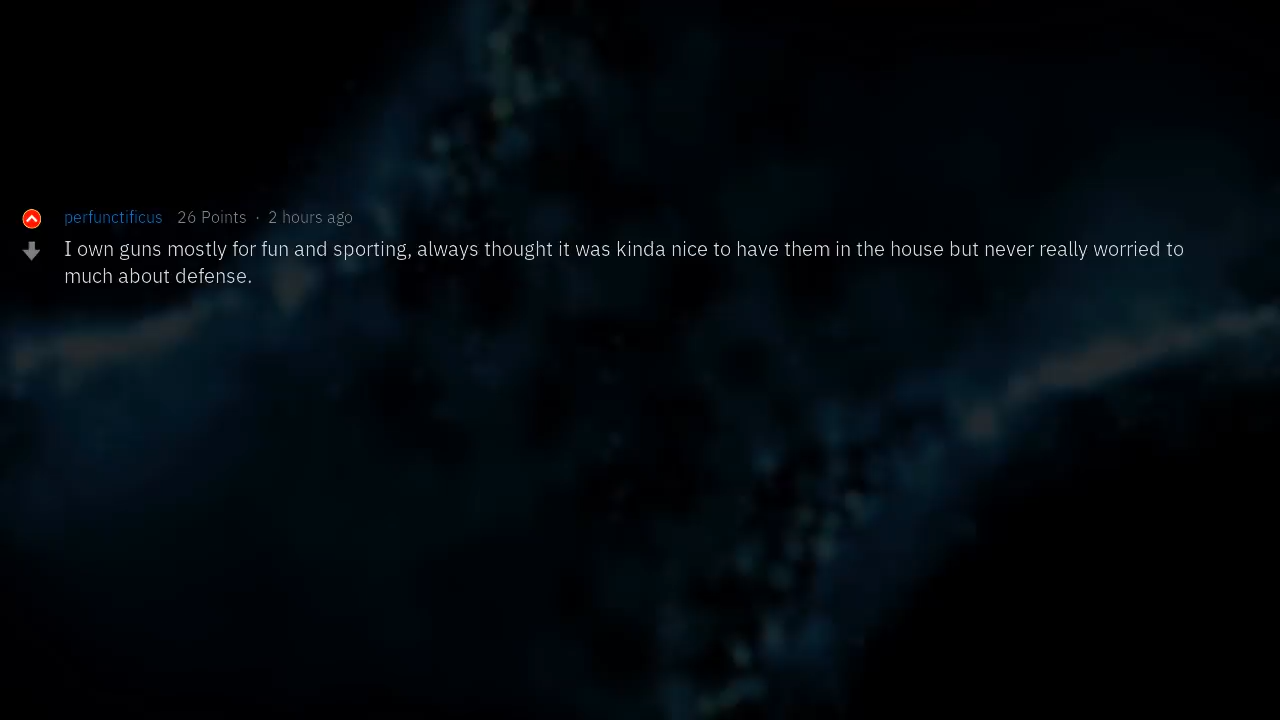 perfunctificus 26 Points · 2 hours ago
I own guns mostly for fun and sporting, always thought it was kinda nice to have them in the house but never really worried to
much about defense.